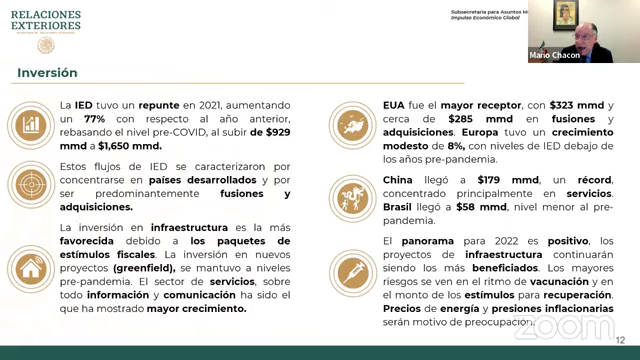 RELACIONES
EXTERIORES
Subsecretaría para Asuntos M
Impulso Económico Global
Mario Chacon
Inversión
La IED tuvo un repunte en 2021, aumentando
un 77% con respecto al año anterior,
rebasando el nivel pre-COVID, al subir de $929
mmd a $1,650 mmd.
Estos flujos de IED se caracterizaron por
concentrarse en países desarrollados y por
ser predominantemente fusiones y
adquisiciones.
La inversión en infraestructura es la más
favorecida debido a los paquetes de
estímulos fiscales. La inversión en nuevos
proyectos (greenfield), se mantuvo a niveles
pre-pandemia. El sector de servicios, sobre
todo información y comunicación ha sido el
que ha mostrado mayor crecimiento.
EUA fue el mayor receptor, con $323 mmd y
cerca de $285 mmd en fusiones y
adquisiciones. Europa tuvo un crecimiento
modesto de 8%, con niveles de IED debajo de
los años pre-pandemia.
China llegó a $179 mmd, un récord,
concentrado principalmente en servicios.
Brasil llegó a $58 mmd, nivel menor al pre-
pandemia.
El panorama para 2022 es positivo, los
proyectos de infraestructura continuarán
siendo los más beneficiados. Los mayores
riesgos se ven en el ritmo de vacunación y en
el monto de los estímulos para recuperación.
Precios de energía y presiones inflacionarias
serán motivo de preocupación.
zoom
12